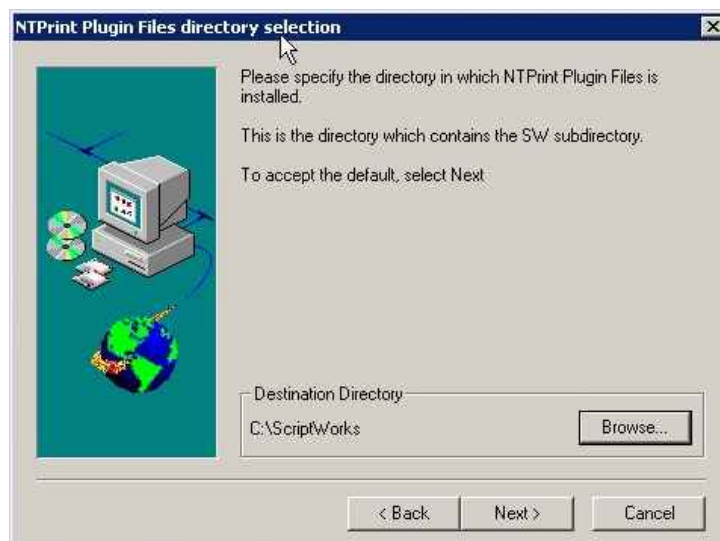 NTPrint Plugin Files directory selection
Please specify the directory in which NTPrint Plugin Files is
installed.
This is the directory which contains the SW subdirectory.
To accept the default, select Next
Destination Directory
C:\ScriptWorks
Browse...
< Back
Next >
Cancel